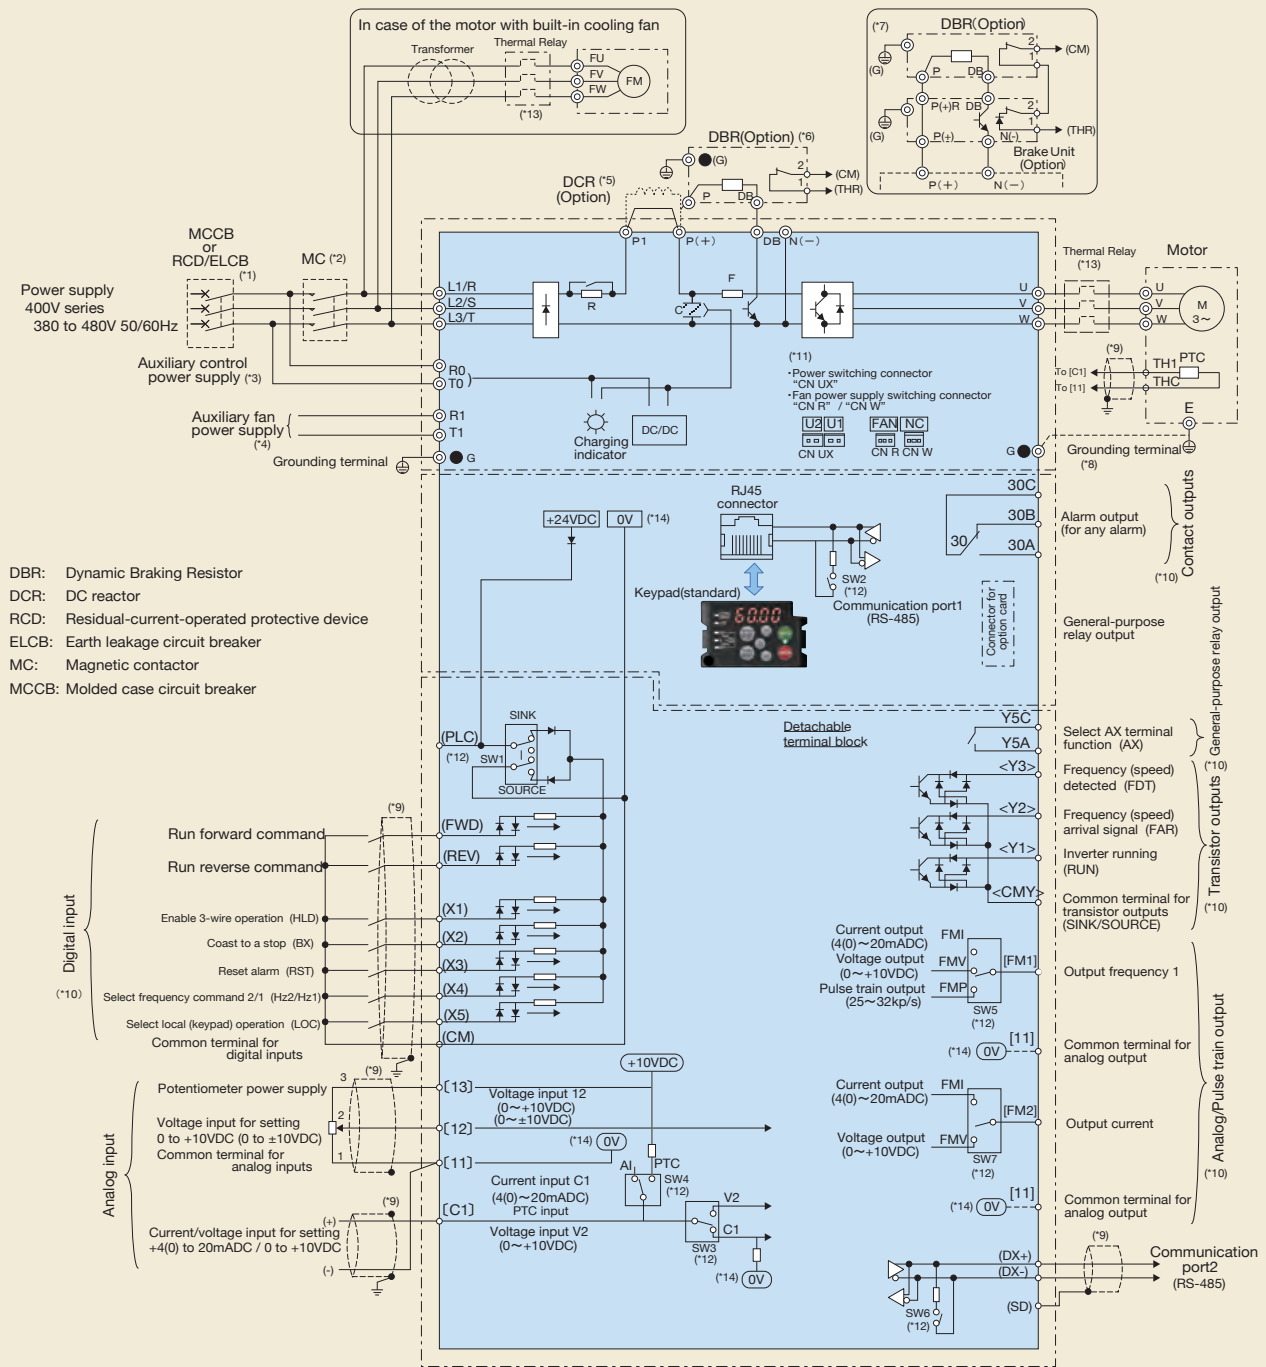 In case of the motor with built-in cooling fan
Transformer
Thermal Relay
FU
FV
FW
FM
(*13)
(*7)
DBR(Option)
2
1
(CM)
(G)
P
DB
P(+)R
DB
2
1
(G)
(THR)
P(+)
N(-)
Brake Unit
(Option)
P(+)
N(－)
DBR(Option) (*6)
(G)
2
1
(CM)
(THR)
P
DB
DCR (*5)
(Option)
P1
P(+)
DB
N(－)
MCCB
or
RCD/ELCB
(*1)
MC (*2)
Power supply
400V series
380 to 480V 50/60Hz
L1/R
L2/S
L3/T
R
F
C
U
V
W
Thermal Relay
(*13)
Motor
U
V
W
M
3~
Auxiliary control
power supply (*3)
R0
T0
Auxiliary fan
power supply
(*4)
R1
T1
Grounding terminal
G
Charging
indicator
DC/DC
(*11)
･Power switching connector
“CN UX”
･Fan power supply switching connector
“CN R” / “CN W”
U2 U1
FAN NC
CN UX
CN R CN W
(*9)
To [C1]
To [11]
TH1
PTC
THC
E
G
Grounding terminal
(*8)
DBR: Dynamic Braking Resistor
DCR: DC reactor
RCD: Residual-current-operated protective device
ELCB: Earth leakage circuit breaker
MC: Magnetic contactor
MCCB: Molded case circuit breaker
+24VDC
0V
(*14)
RJ45
connector
SW2
(*12)
Keypad(standard)
60.00
Communication port1
(RS-485)
Connector for
option card
30C
30B
30
30A
Alarm output
(for any alarm)
Contact outputs
(*10)
General-purpose
relay output
General-purpose relay output
(*10)
SINK
(PLC)
(*12)
SW1
SOURCE
Detachable
terminal block
Y5C
Y5A
Select AX terminal
function (AX)
<Y3>
Frequency (speed)
detected (FDT)
<Y2>
Frequency (speed)
arrival signal (FAR)
<Y1>
Inverter running
(RUN)
<CMY>
Common terminal for
transistor outputs
(SINK/SOURCE)
Transistor outputs
(*10)
(*9)
Digital input
(*10)
Run forward command
(FWD)
Run reverse command
(REV)
Enable 3-wire operation (HLD)
(X1)
Coast to a stop (BX)
(X2)
Reset alarm (RST)
(X3)
Select frequency command 2/1 (Hz2/Hz1)
(X4)
Select local (keypad) operation (LOC)
(X5)
Common terminal for
digital inputs
(CM)
Current output
(4(0)～20mADC)
FMI
Voltage output
(0～+10VDC)
FMV
Pulse train output
(25～32kp/s)
FMP
[FM1]
SW5
(*12)
Output frequency 1
(*14)
0V
[11]
Common terminal for
analog output
Current output
(4(0)～20mADC)
FMI
[FM2]
Output current
Voltage output
(0～+10VDC)
FMV
SW7
(*12)
(*14)
0V
[11]
Common terminal for
analog output
Analog/Pulse train output
(*10)
Analog input
(*9)
Potentiometer power supply
3
[13]
+10VDC
Voltage input 12
(0～+10VDC)
(0～±10VDC)
Voltage input for setting
0 to +10VDC (0 to ±10VDC)
2
[12]
Common terminal for
analog inputs
1
[11]
(*14)
0V
AI
PTC
SW4
(*12)
Current input C1
(4(0)～20mADC)
PTC input
[C1]
Voltage input V2
(0～+10VDC)
V2
C1
SW3
(*12)
(*14)
0V
(*9)
(+)
Current/voltage input for setting
+4(0) to 20mADC / 0 to +10VDC
(-)
(DX+)
(DX-)
(SD)
SW6
(*12)
(*9)
Communication
port2
(RS-485)